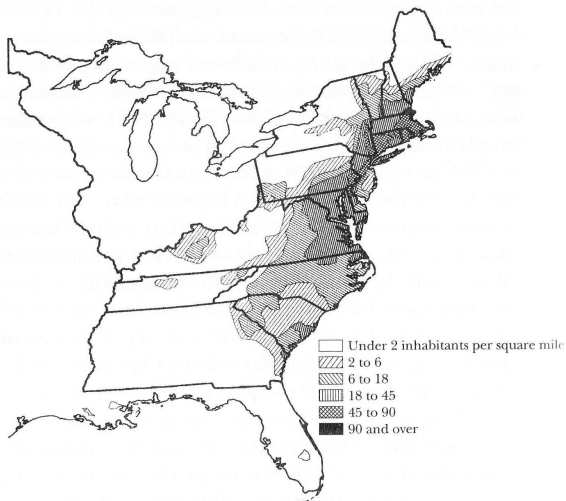 Under 2 inhabitants per square mile
2 to 6
6 to 18
18 to 45
45 to 90
90 and over